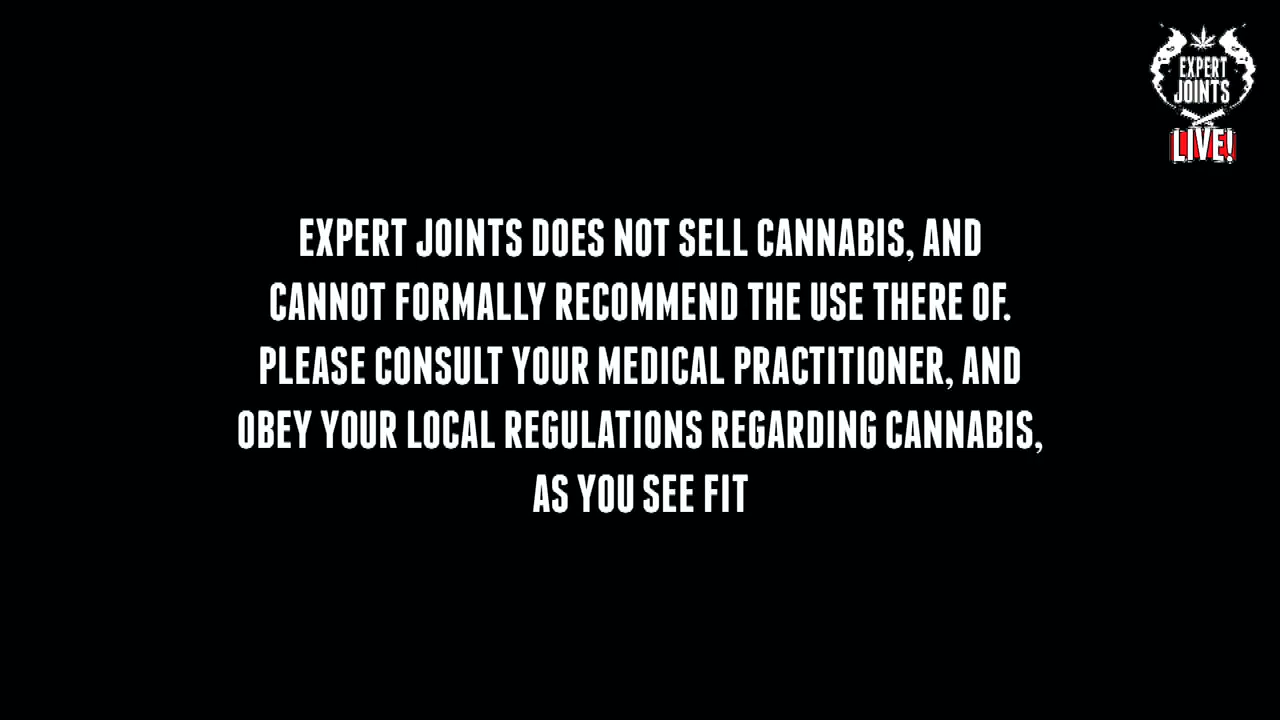 EXPERT
JOINTS
LIVE!
EXPERT JOINTS DOES NOT SELL CANNABIS, AND
CANNOT FORMALLY RECOMMEND THE USE THERE OF.
PLEASE CONSULT YOUR MEDICAL PRACTITIONER, AND
OBEY YOUR LOCAL REGULATIONS REGARDING CANNABIS,
AS YOU SEE FIT